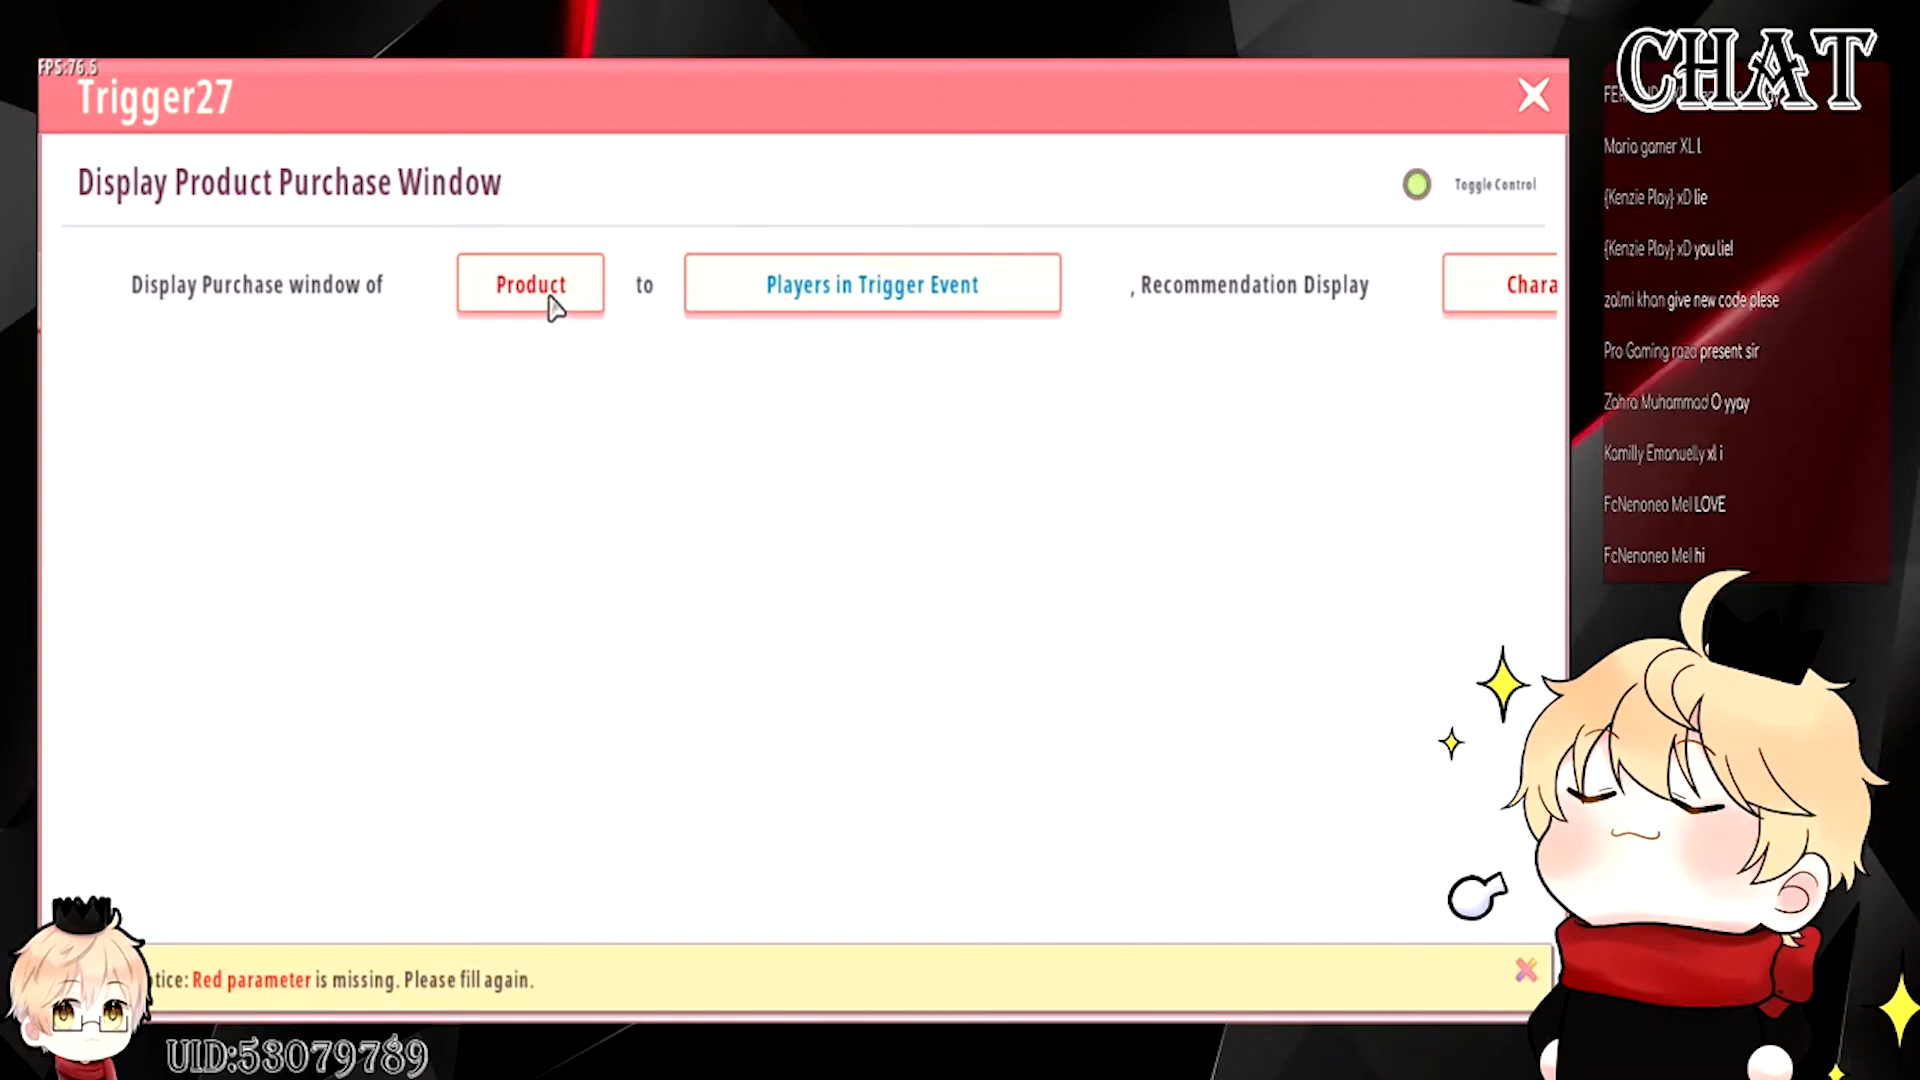 FPS:76.5
Trigger27
Display Product Purchase Window
Toggle Control
Display Purchase window of Product to Players in Trigger Event , Recommendation Display Chara
tice: Red parameter is missing. Please fill again.
UID:53079789
CHAT
Maria gamer XL l
{Kenzie Play} xD lie
{Kenzie Play} xD you lie!
zalmi khan give new code plese
Pro Gaming raza present sir
Zahra Muhammad O yyay
Kamilly Emanuelly xl i
FcNenoneo Mel LOVE
FcNenoneo Mel hi